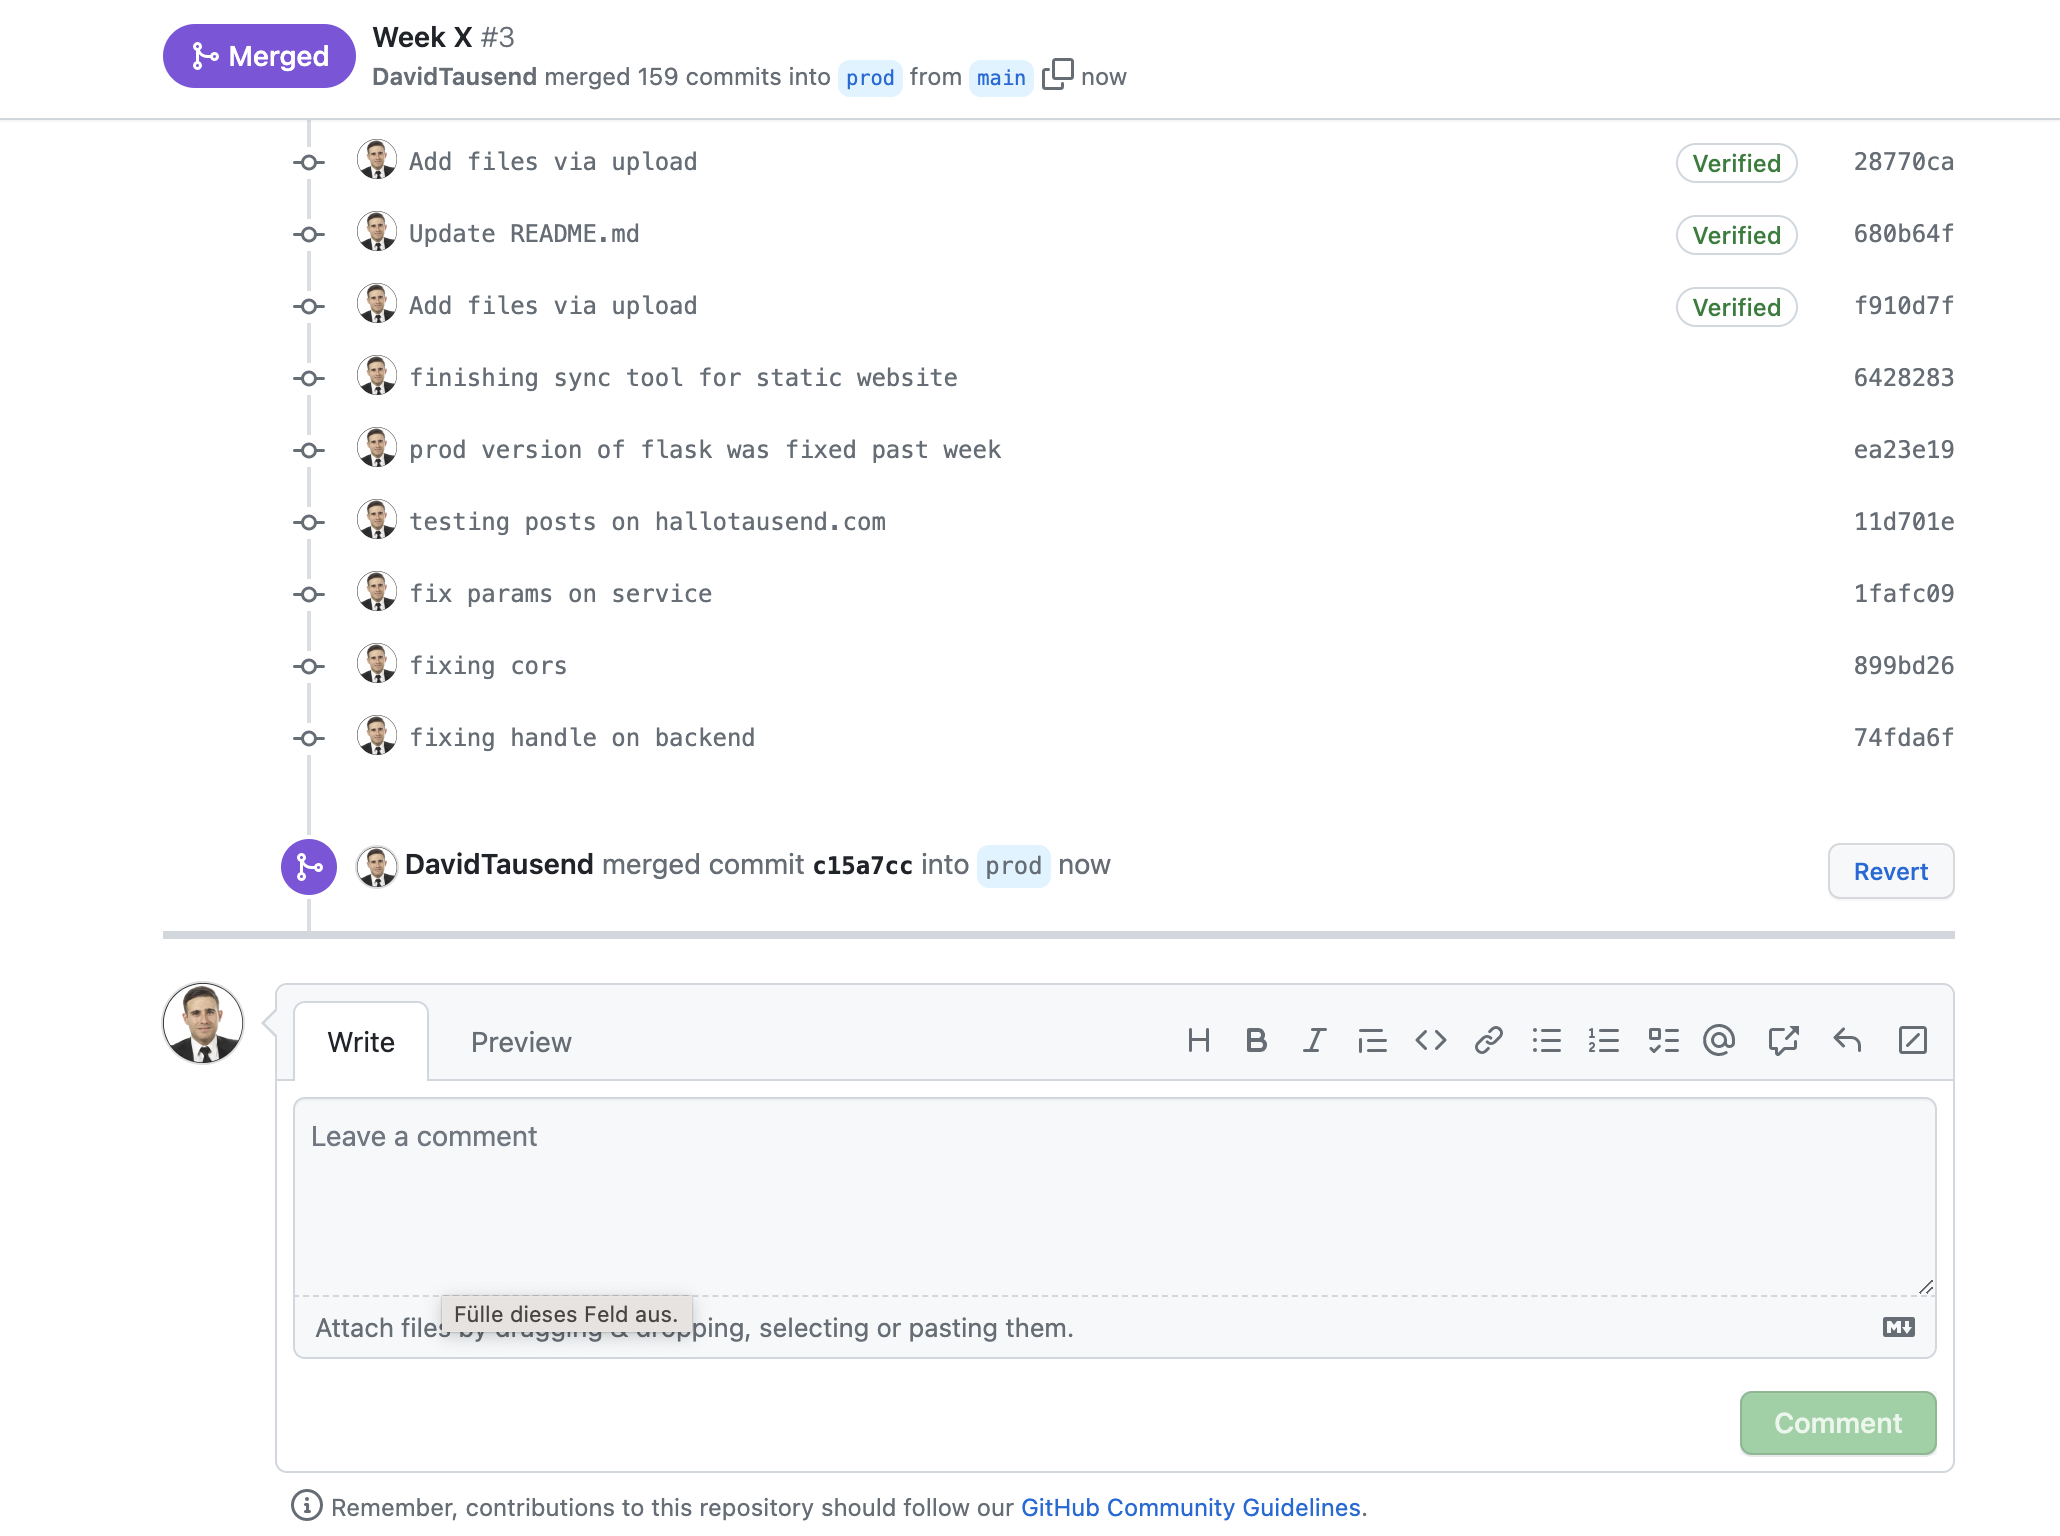 Merged
Week X #3
DavidTausend merged 159 commits into prod from main now
Add files via upload Verified 28770ca
Update README.md Verified 680b64f
Add files via upload Verified f910d7f
finishing sync tool for static website 6428283
prod version of flask was fixed past week ea23e19
testing posts on hallotausend.com 11d701e
fix params on service 1fafc09
fixing cors 899bd26
fixing handle on backend 74fda6f
DavidTausend merged commit c15a7cc into prod now Revert
Write Preview
Leave a comment
Fülle dieses Feld aus.
Attach files by dragging & dropping, selecting or pasting them.
Comment
Remember, contributions to this repository should follow our GitHub Community Guidelines.